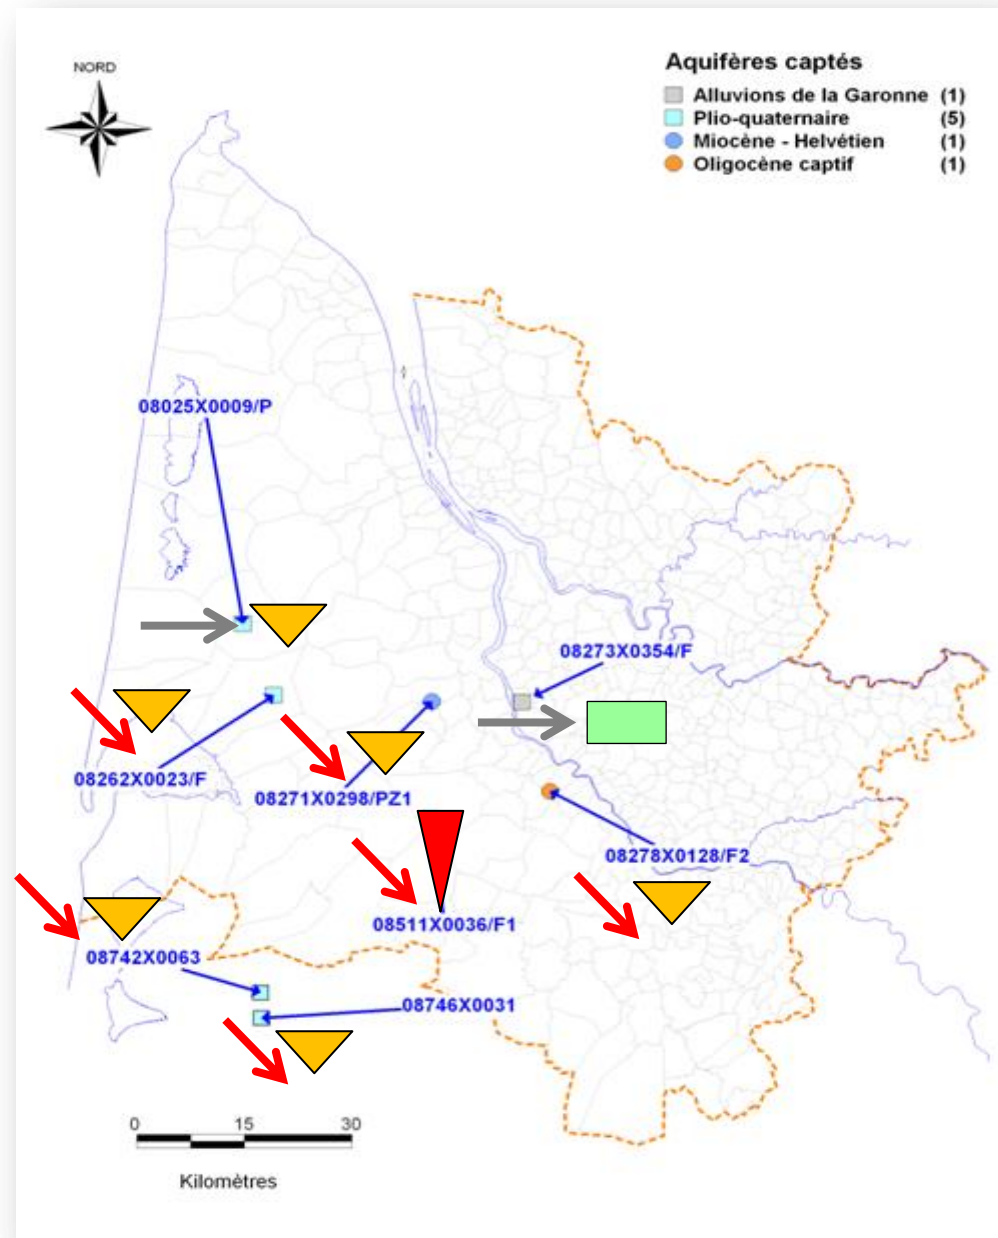 NORD
Aquifères captés
Alluvions de la Garonne (1)
Plio-quaternaire (5)
Miocène - Helvétien (1)
Oligocène captif (1)
08025X0009/P
08273X0354/F
08262X0023/F
08271X0298/PZ1
08278X0128/F2
08511X0036/F1
08742X0063
08746X0031
0 15 30
Kilomètres